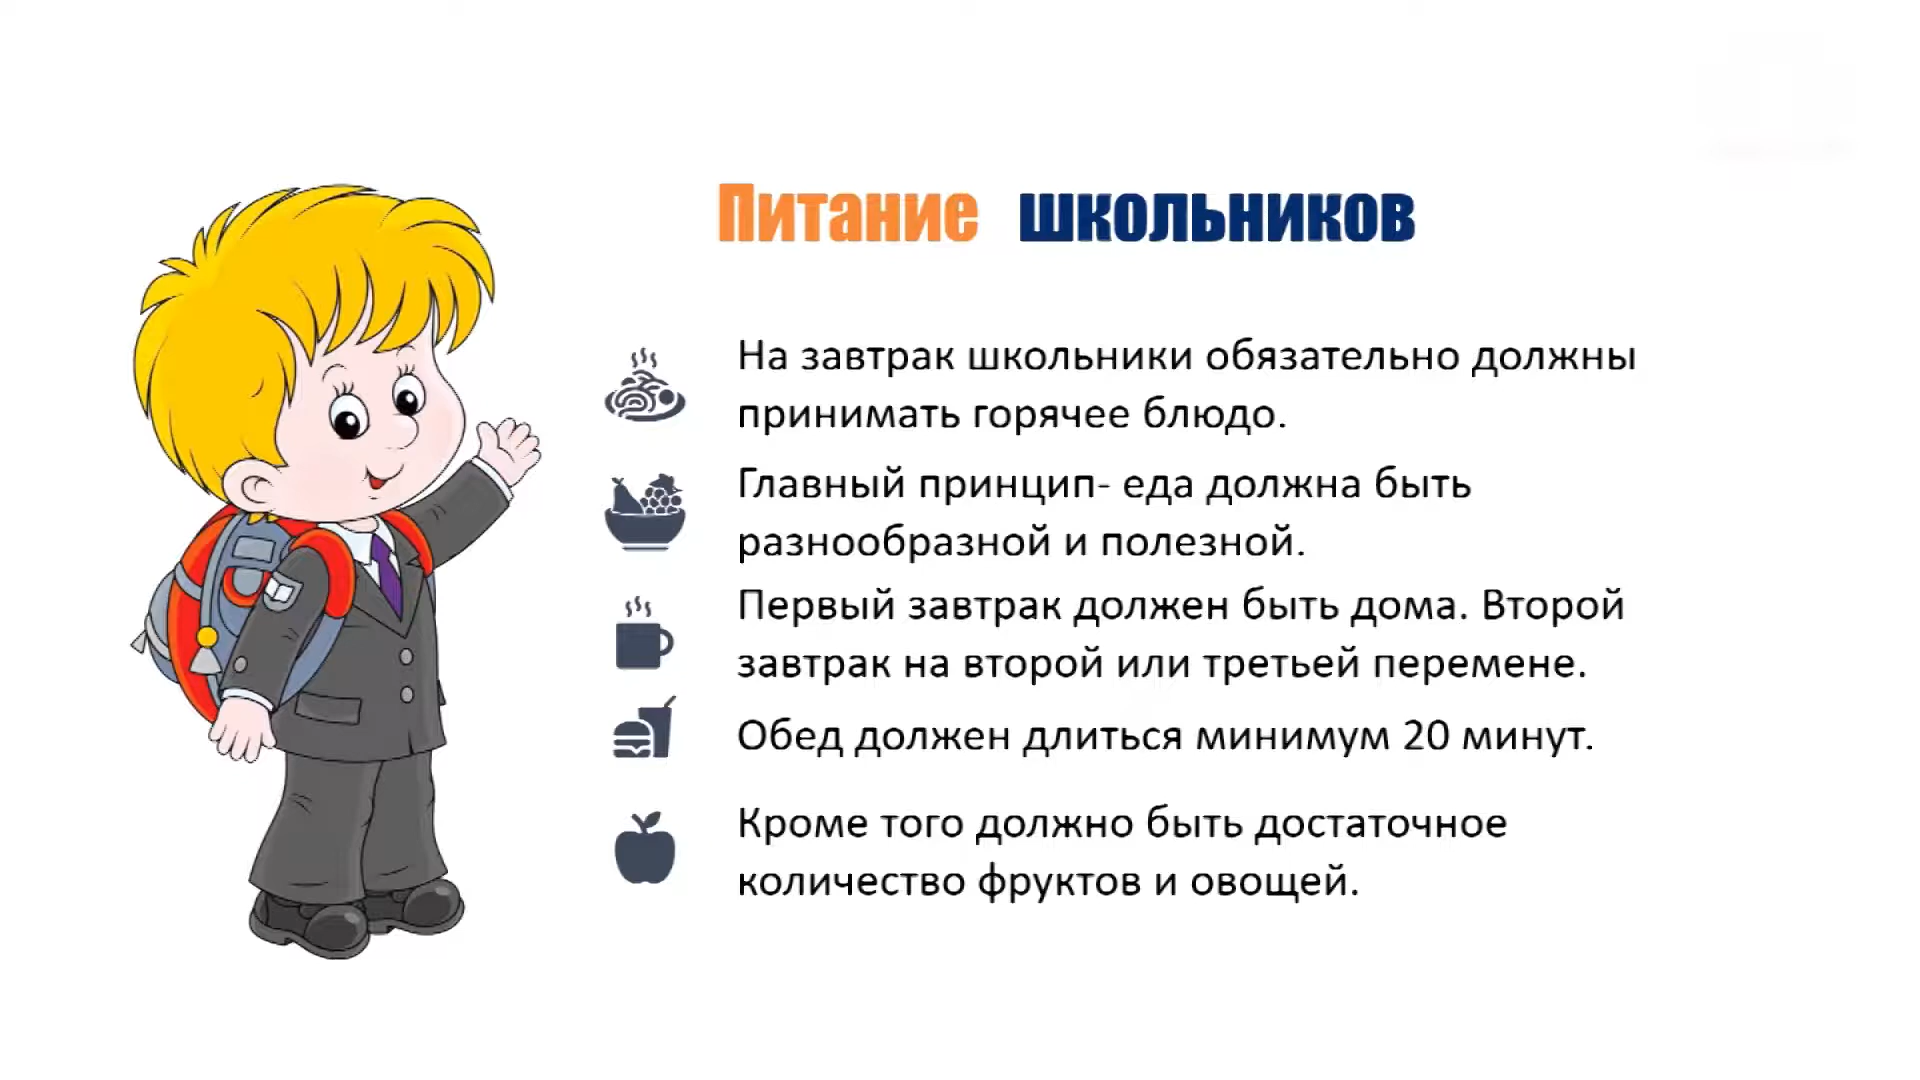 Питание школьников
На завтрак школьники обязательно должны
принимать горячее блюдо.
Главный принцип- еда должна быть
разнообразной и полезной.
Первый завтрак должен быть дома. Второй
завтрак на второй или третьей перемене.
Обед должен длиться минимум 20 минут.
Кроме того должно быть достаточное
количество фруктов и овощей.